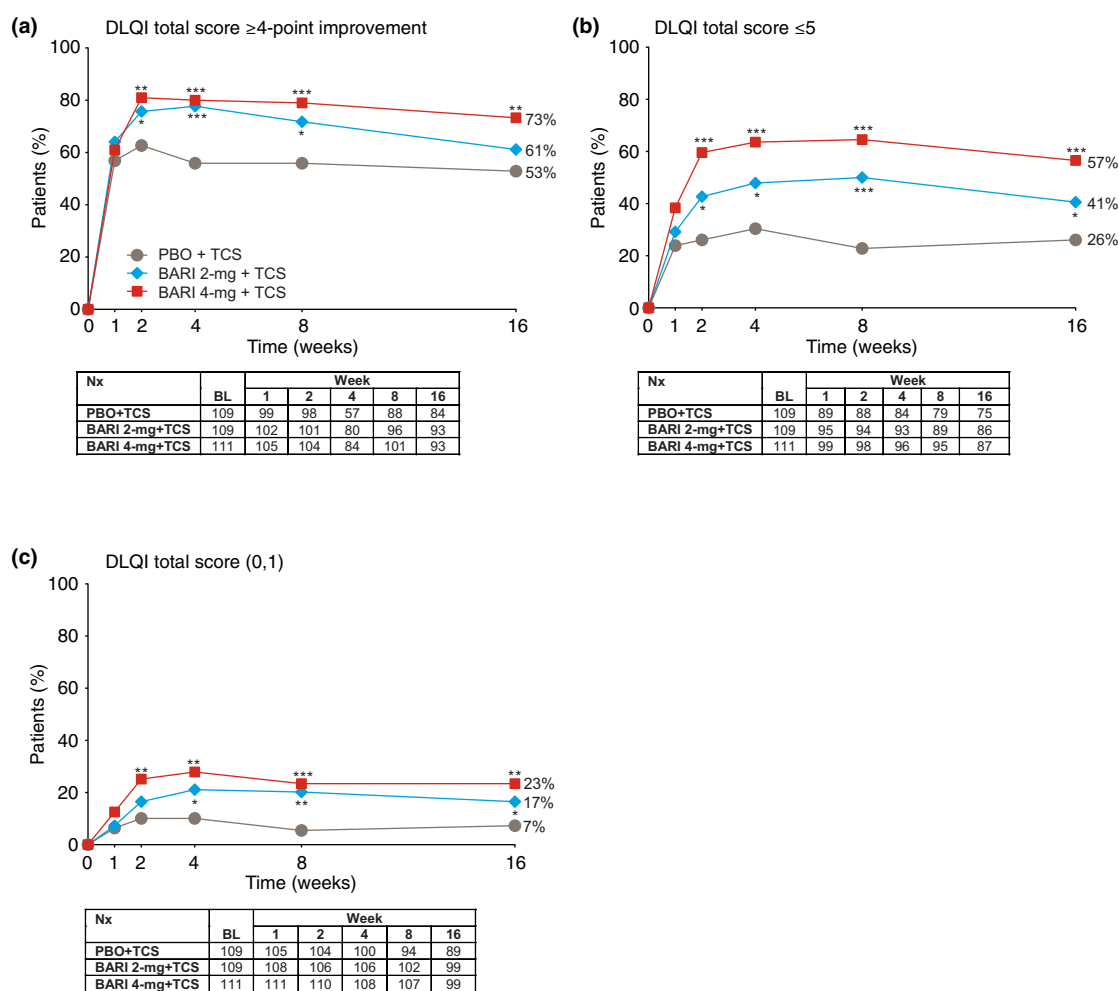 (a) DLQI total score ≥4-point improvement
Patients (%)
100
80
60
40
20
0
** *** *** **
* *** *
73%
61%
53%
PBO + TCS
BARI 2-mg + TCS
BARI 4-mg + TCS
0 1 2 4 8 16
Time (weeks)
Nx BL Week
1 2 4 8 16
PBO+TCS 109 99 98 57 88 84
BARI 2-mg+TCS 109 102 101 80 96 93
BARI 4-mg+TCS 111 105 104 84 101 93
(b) DLQI total score ≤5
Patients (%)
100
80
60
40
20
0
*** *** *** ***
* * *** *
57%
41%
26%
0 1 2 4 8 16
Time (weeks)
Nx BL Week
1 2 4 8 16
PBO+TCS 109 89 88 84 79 75
BARI 2-mg+TCS 109 95 94 93 89 86
BARI 4-mg+TCS 111 99 98 96 95 87
(c) DLQI total score (0,1)
Patients (%)
100
80
60
40
20
0
** ** *** **
* ** *
23%
17%
7%
0 1 2 4 8 16
Time (weeks)
Nx BL Week
1 2 4 8 16
PBO+TCS 109 105 104 100 94 89
BARI 2-mg+TCS 109 108 106 106 102 99
BARI 4-mg+TCS 111 111 110 108 107 99